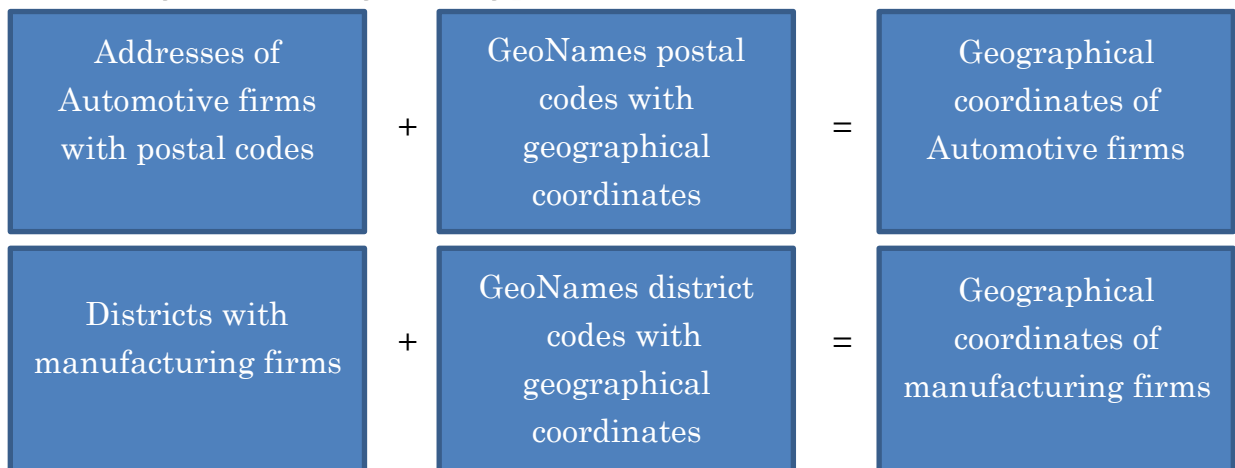 Addresses of
Automotive firms
with postal codes
+
GeoNames postal
codes with
geographical
coordinates
=
Geographical
coordinates of
Automotive firms
Districts with
manufacturing firms
+
GeoNames district
codes with
geographical
coordinates
=
Geographical
coordinates of
manufacturing firms